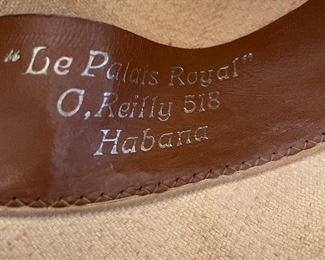 "Le Palais Royal"
O, Reilly 518
Habana